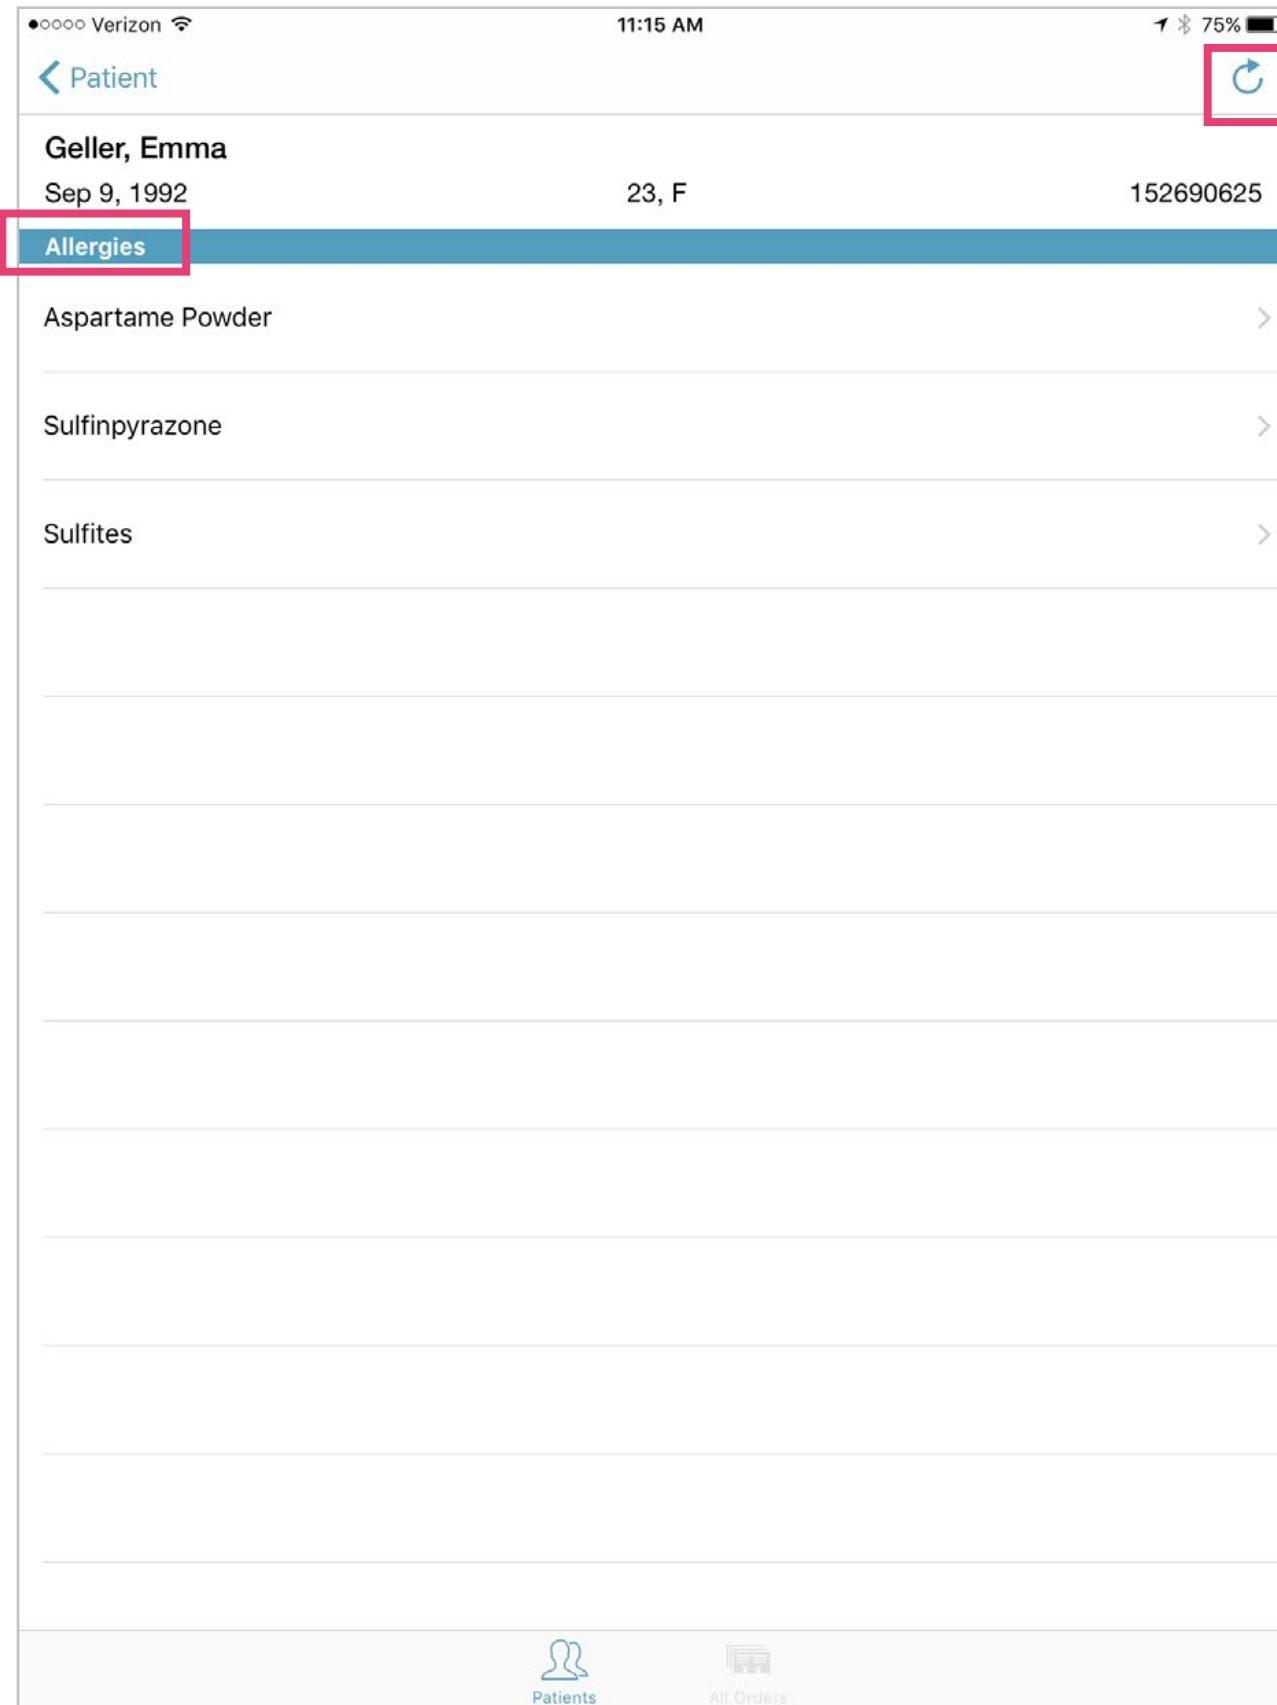 Verizon 11:15 AM 75%
Patient
Geller, Emma
Sep 9, 1992 23, F 152690625
Allergies
Aspartame Powder
Sulfinpyrazone
Sulfites
Patients All Orders